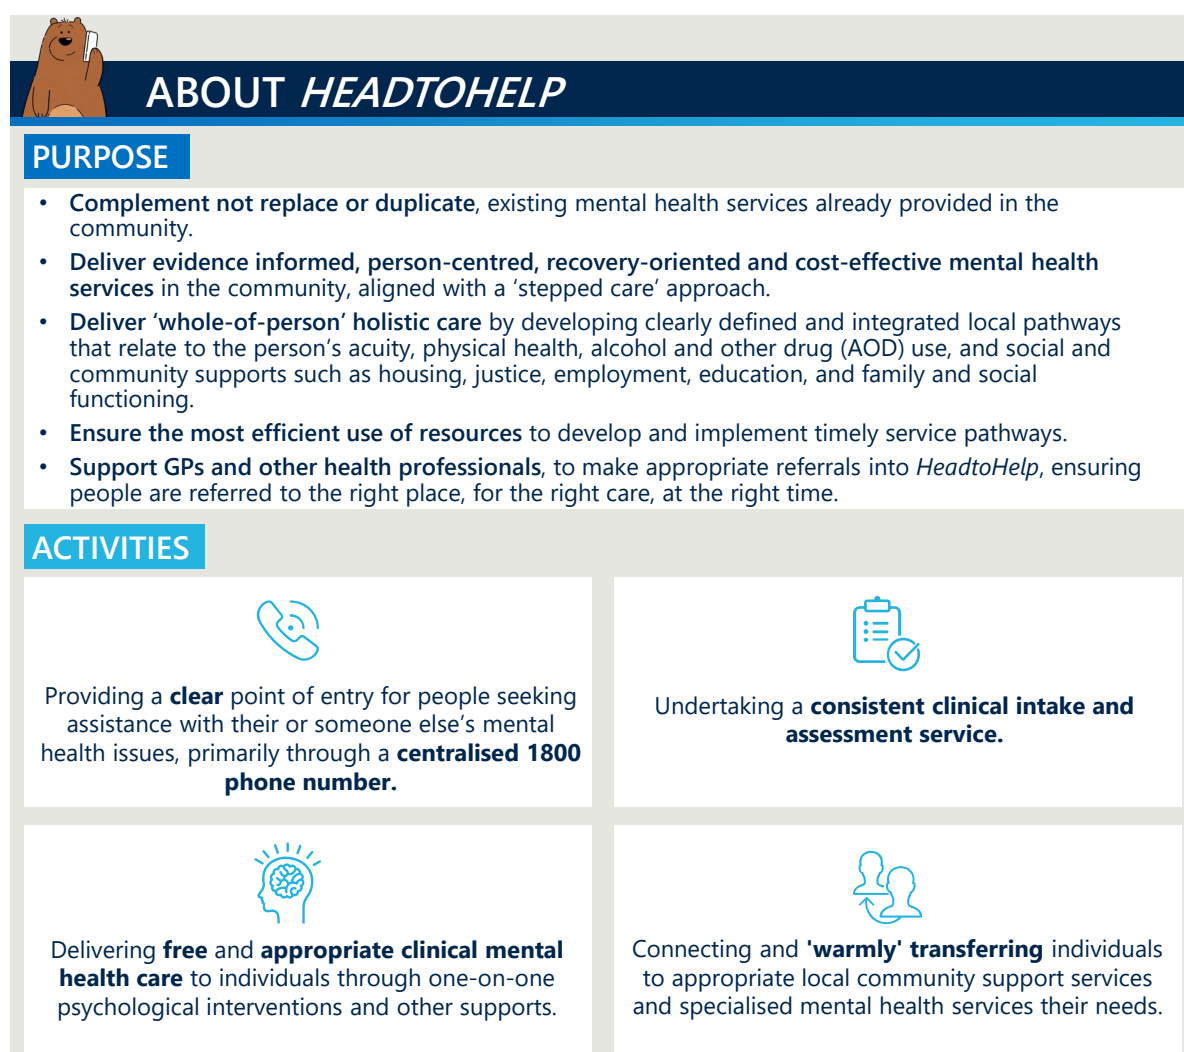 ABOUT HEADTOHELP
PURPOSE
• Complement not replace or duplicate, existing mental health services already provided in the
community.
• Deliver evidence informed, person-centred, recovery-oriented and cost-effective mental health
services in the community, aligned with a ‘stepped care’ approach.
• Deliver ‘whole-of-person’ holistic care by developing clearly defined and integrated local pathways
that relate to the person’s acuity, physical health, alcohol and other drug (AOD) use, and social and
community supports such as housing, justice, employment, education, and family and social
functioning.
• Ensure the most efficient use of resources to develop and implement timely service pathways.
• Support GPs and other health professionals, to make appropriate referrals into HeadtoHelp, ensuring
people are referred to the right place, for the right care, at the right time.
ACTIVITIES
Providing a clear point of entry for people seeking
assistance with their or someone else’s mental
health issues, primarily through a centralised 1800
phone number.
Undertaking a consistent clinical intake and
assessment service.
Delivering free and appropriate clinical mental
health care to individuals through one-on-one
psychological interventions and other supports.
Connecting and 'warmly' transferring individuals
to appropriate local community support services
and specialised mental health services their needs.